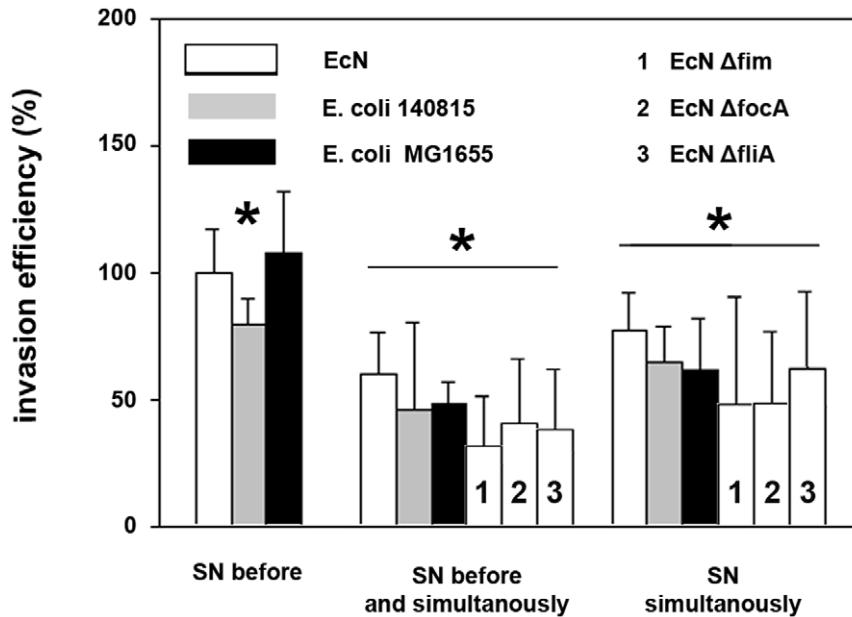 invasion efficiency (%)
200
150
100
50
0
EcN
E. coli 140815
E. coli MG1655
1 EcN Δfim
2 EcN ΔfocA
3 EcN ΔfliA
*
*
*
1 2 3
1 2 3
SN before
SN before
and simultanously
SN
simultanously